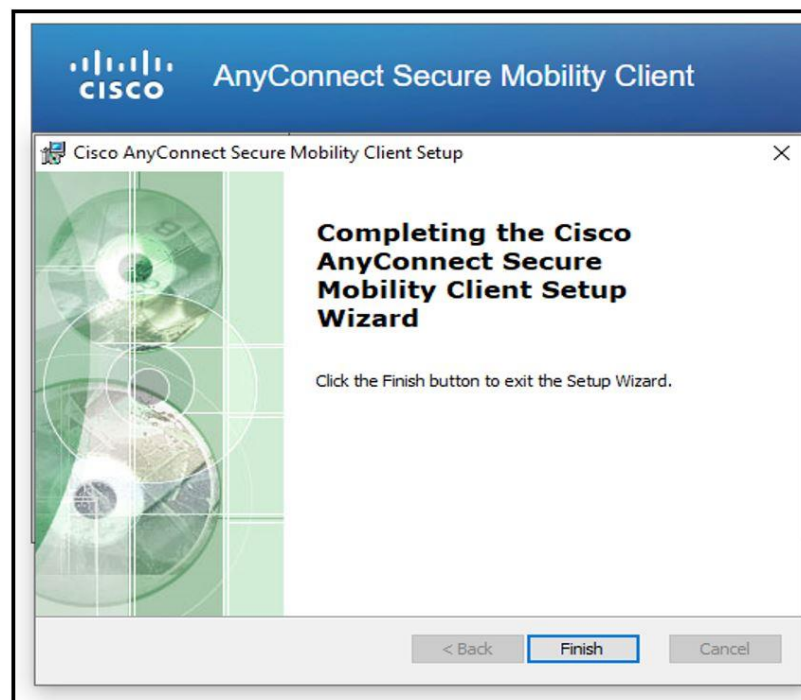 CISCO
AnyConnect Secure Mobility Client
Cisco AnyConnect Secure Mobility Client Setup
Completing the Cisco
AnyConnect Secure
Mobility Client Setup
Wizard
Click the Finish button to exit the Setup Wizard.
< Back
Finish
Cancel